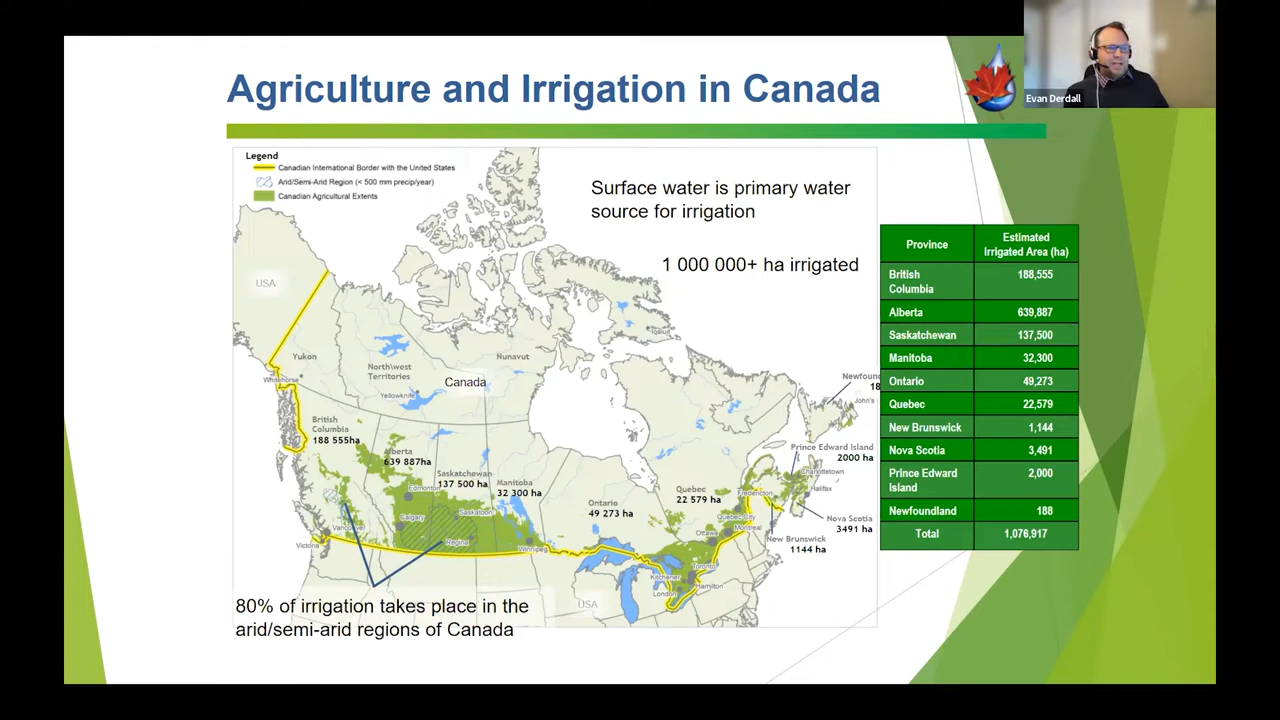 Agriculture and Irrigation in Canada
Evan Derdall
Legend
Canadian International Border with the United States
Arid/Semi-Arid Region (< 500 mm precip/year)
Canadian Agricultural Extents
Surface water is primary water
source for irrigation
1 000 000+ ha irrigated
USA
Yukon
Whitehorse
North\west
Territories
Yellowknife
Nunavut
Canada
Iqaluit
British
Columbia
188 555ha
Alberta
639 887ha
Edmonton
Saskatchewan
137 500 ha
Manitoba
32 300 ha
Ontario
49 273 ha
Quebec
22 579 ha
Newfoun
18
John's
Prince Edward Island
2000 ha
Charlottetown
Fredericton
Halifax
Nova Scotia
3491 ha
New Brunswick
1144 ha
Quebec City
Montreal
Ottawa
Toronto
Kitchener
Hamilton
London
Calgary
Saskatoon
Regina
Winnipeg
Vancouver
Victoria
USA
80% of irrigation takes place in the
arid/semi-arid regions of Canada
Province Estimated
Irrigated Area (ha)
British
Columbia 188,555
Alberta 639,887
Saskatchewan 137,500
Manitoba 32,300
Ontario 49,273
Quebec 22,579
New Brunswick 1,144
Nova Scotia 3,491
Prince Edward
Island 2,000
Newfoundland 188
Total 1,076,917